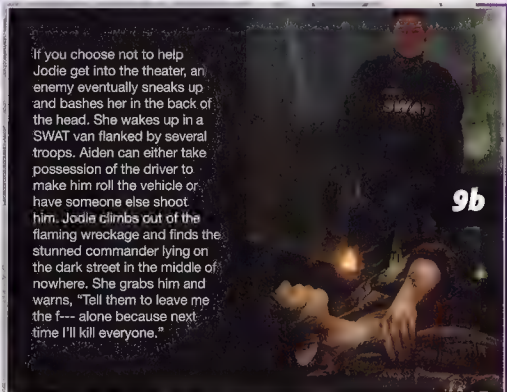 If you choose not to help
Jodie get into the theater, an
enemy eventually sneaks up
and bashes her in the back of
the head. She wakes up in a
SWAT van flanked by several
troops. Aiden can either take
possession of the driver to
make him roll the vehicle or
have someone else shoot
him. Jodie climbs out of the
flaming wreckage and finds the
stunned commander lying on
the dark street in the middle of
nowhere. She grabs him and
warns, “Tell them to leave me
the f--- alone because next
time I'll kill everyone.”
9b